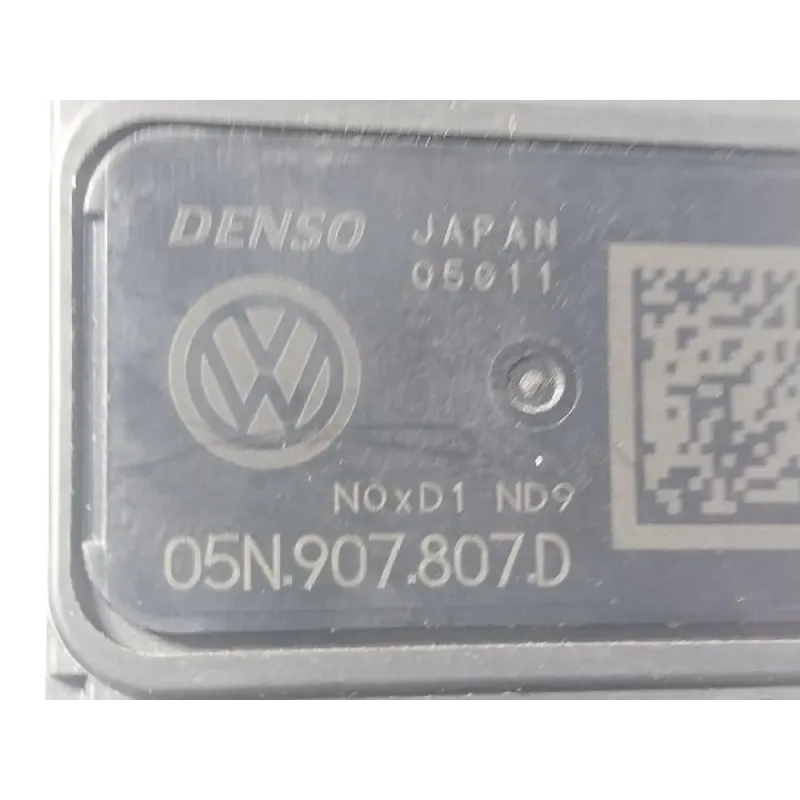 DENSO JAPAN
05011
NOxD1 ND9
05N.907.807.D